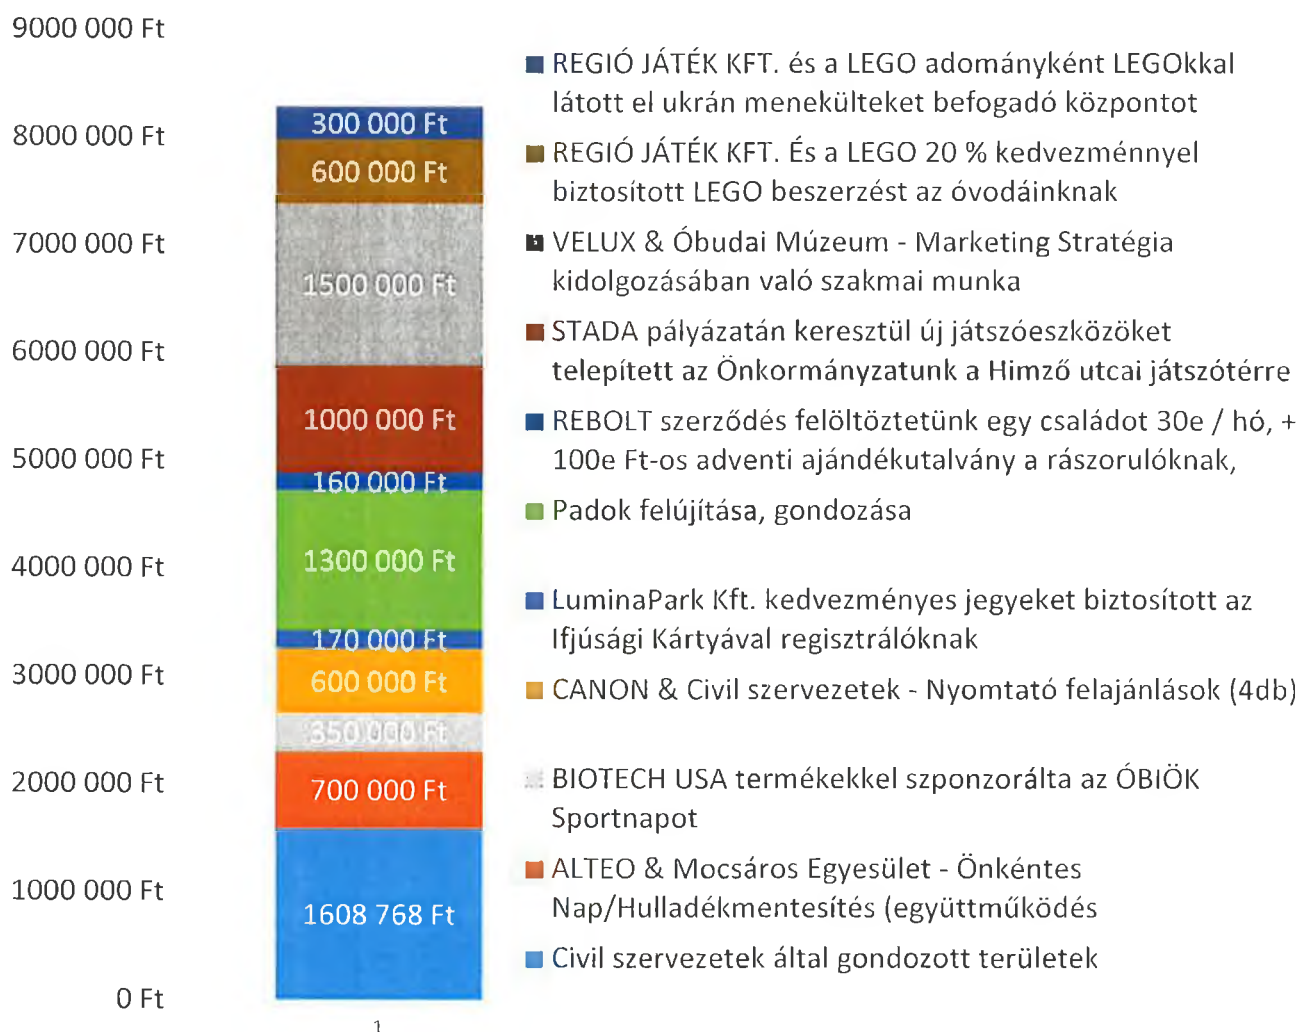 9000 000 Ft
8000 000 Ft
7000 000 Ft
6000 000 Ft
5000 000 Ft
4000 000 Ft
3000 000 Ft
2000 000 Ft
1000 000 Ft
0 Ft
300 000 Ft
600 000 Ft
1500 000 Ft
1000 000 Ft
160 000 Ft
1300 000 Ft
170 000 Ft
600 000 Ft
350 000 Ft
700 000 Ft
1608 768 Ft
1
REGIÓ JÁTÉK KFT. és a LEGO adományként LEGOkkal
látott el ukrán menekülteket befogadó központot
REGIÓ JÁTÉK KFT. És a LEGO 20 % kedvezménnyel
biztosított LEGO beszerzést az óvodáinknak
VELUX & Óbudai Múzeum - Marketing Stratégia
kidolgozásában való szakmai munka
STADA pályázatán keresztül új játszóeszközöket
telepített az Önkormányzatunk a Himző utcai játszótérre
REBOLT szerződés felöltöztetünk egy családot 30e / hó, +
100e Ft-os adventi ajándékutalvány a rászorulóknak,
Padok felújítása, gondozása
LuminaPark Kft. kedvezményes jegyeket biztosított az
Ifjúsági Kártyával regisztrálóknak
CANON & Civil szervezetek - Nyomtató felajánlások (4db)
BIOTECH USA termékekkel szponzorálta az ÓBIÖK
Sportnapot
ALTEO & Mocsáros Egyesület - Önkéntes
Nap/Hulladékmentesítés (együttműködés
Civil szervezetek által gondozott területek